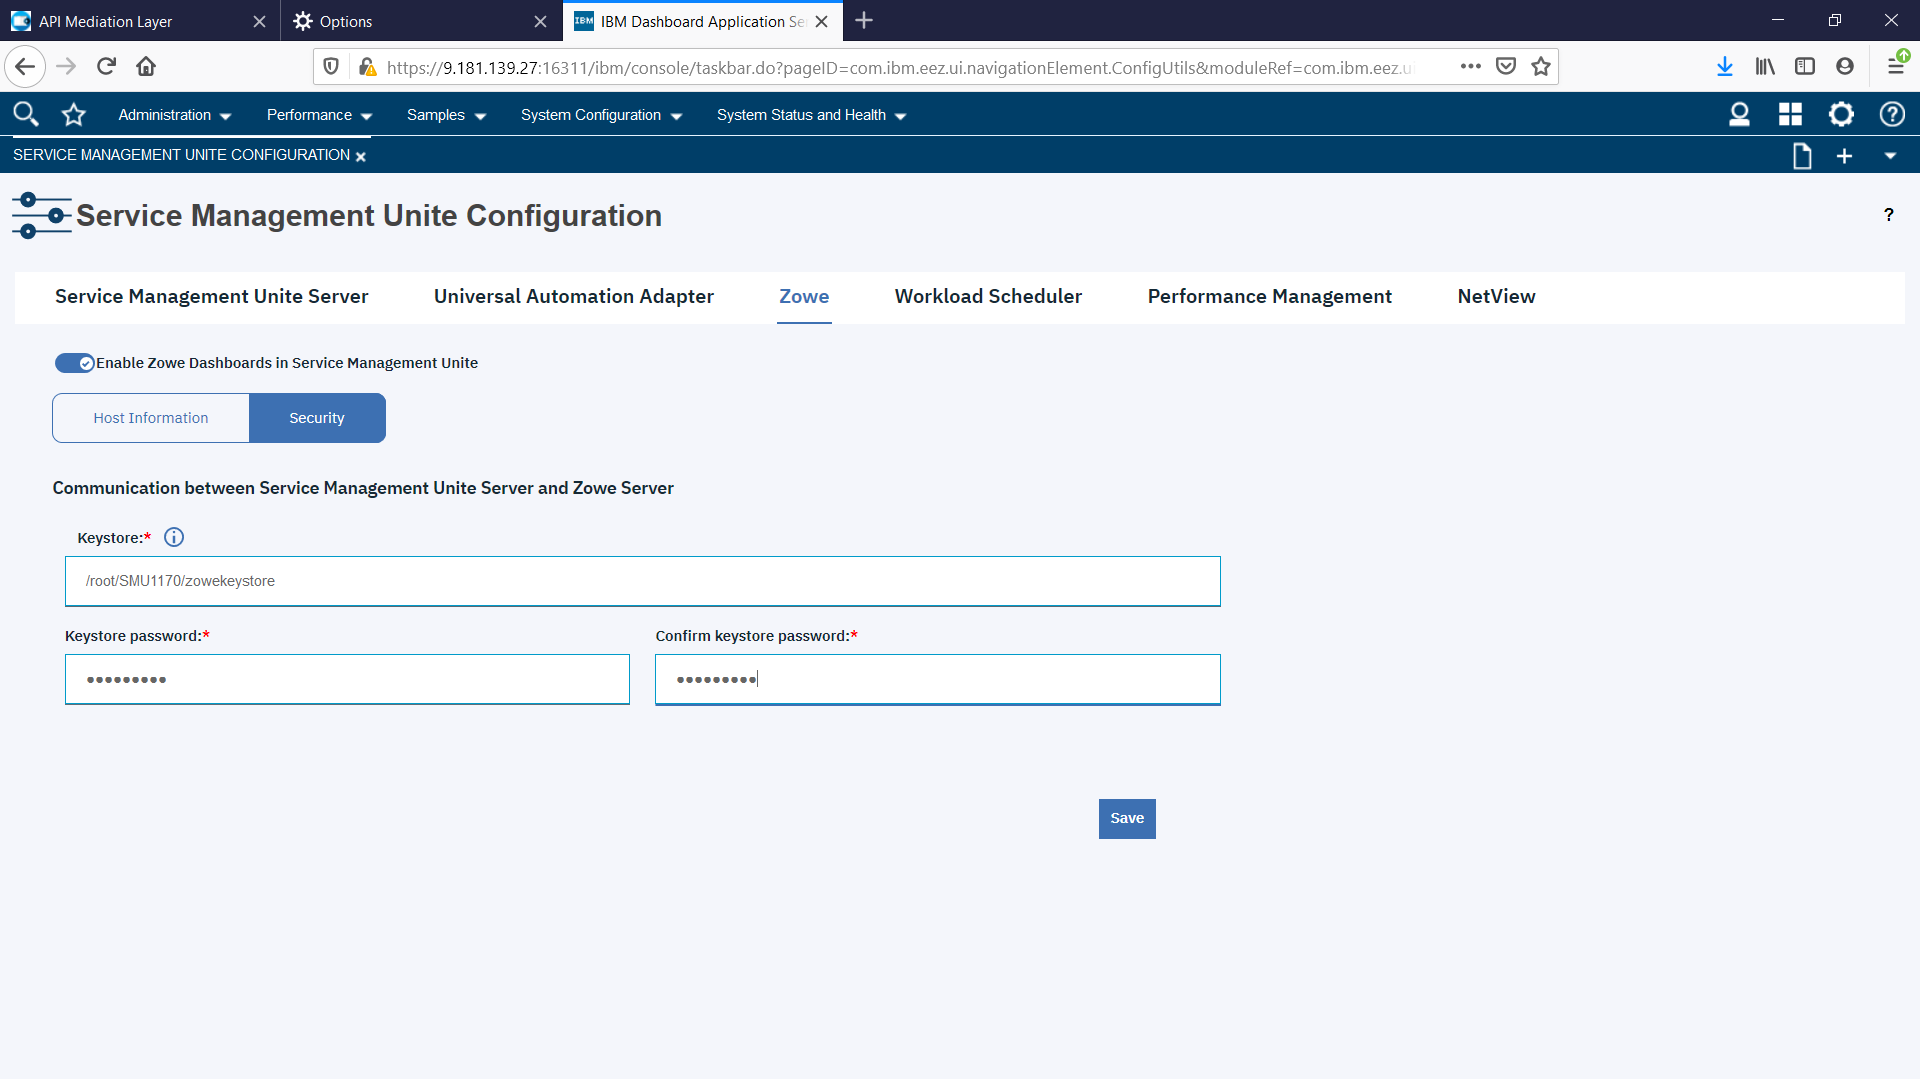 API Mediation Layer
Options
IBM
IBM Dashboard Application Se
https://9.181.139.27:16311/ibm/console/taskbar.do?pageID=com.ibm.eez.ui.navigationElement.ConfigUtils&moduleRef=com.ibm.eez.u
Administration
Performance
Samples
System Configuration
System Status and Health
SERVICE MANAGEMENT UNITE CONFIGURATION
Service Management Unite Configuration
?
Service Management Unite Server
Universal Automation Adapter
Zowe
Workload Scheduler
Performance Management
NetView
Enable Zowe Dashboards in Service Management Unite
Host Information
Security
Communication between Service Management Unite Server and Zowe Server
Keystore:*
/root/SMU1170/zowekeystore
Keystore password:*
Confirm keystore password:*
•••••••••
•••••••••
Save